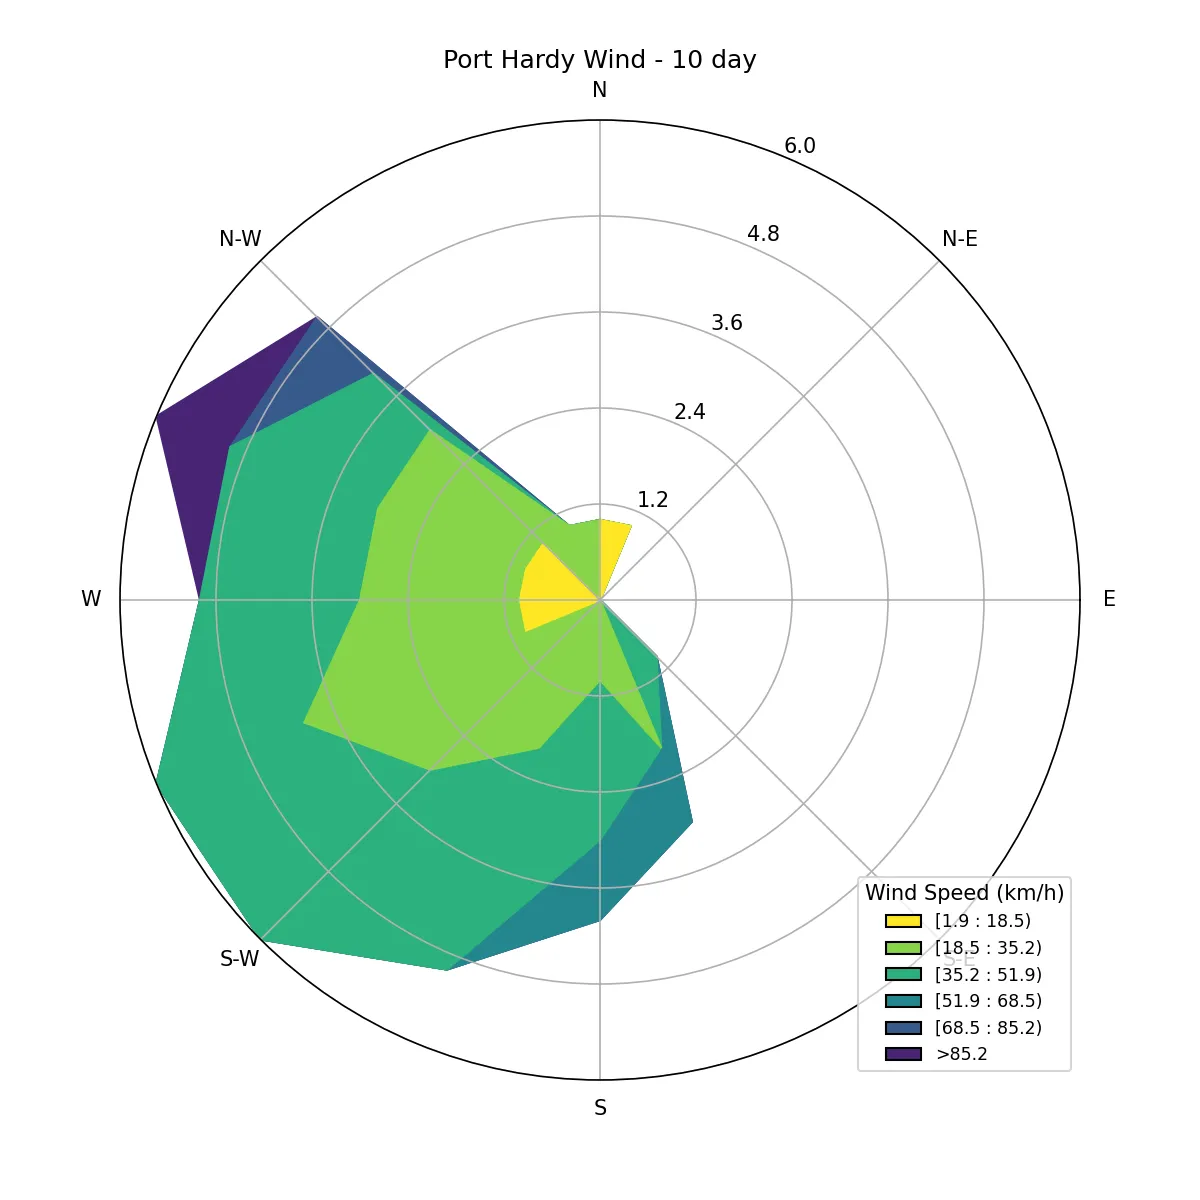 Port Hardy Wind - 10 day
N
6.0
N-W
N-E
4.8
3.6
2.4
1.2
W
E
S-W
S-E
S
Wind Speed (km/h)
[1.9 : 18.5)
[18.5 : 35.2)
[35.2 : 51.9)
[51.9 : 68.5)
[68.5 : 85.2)
>85.2